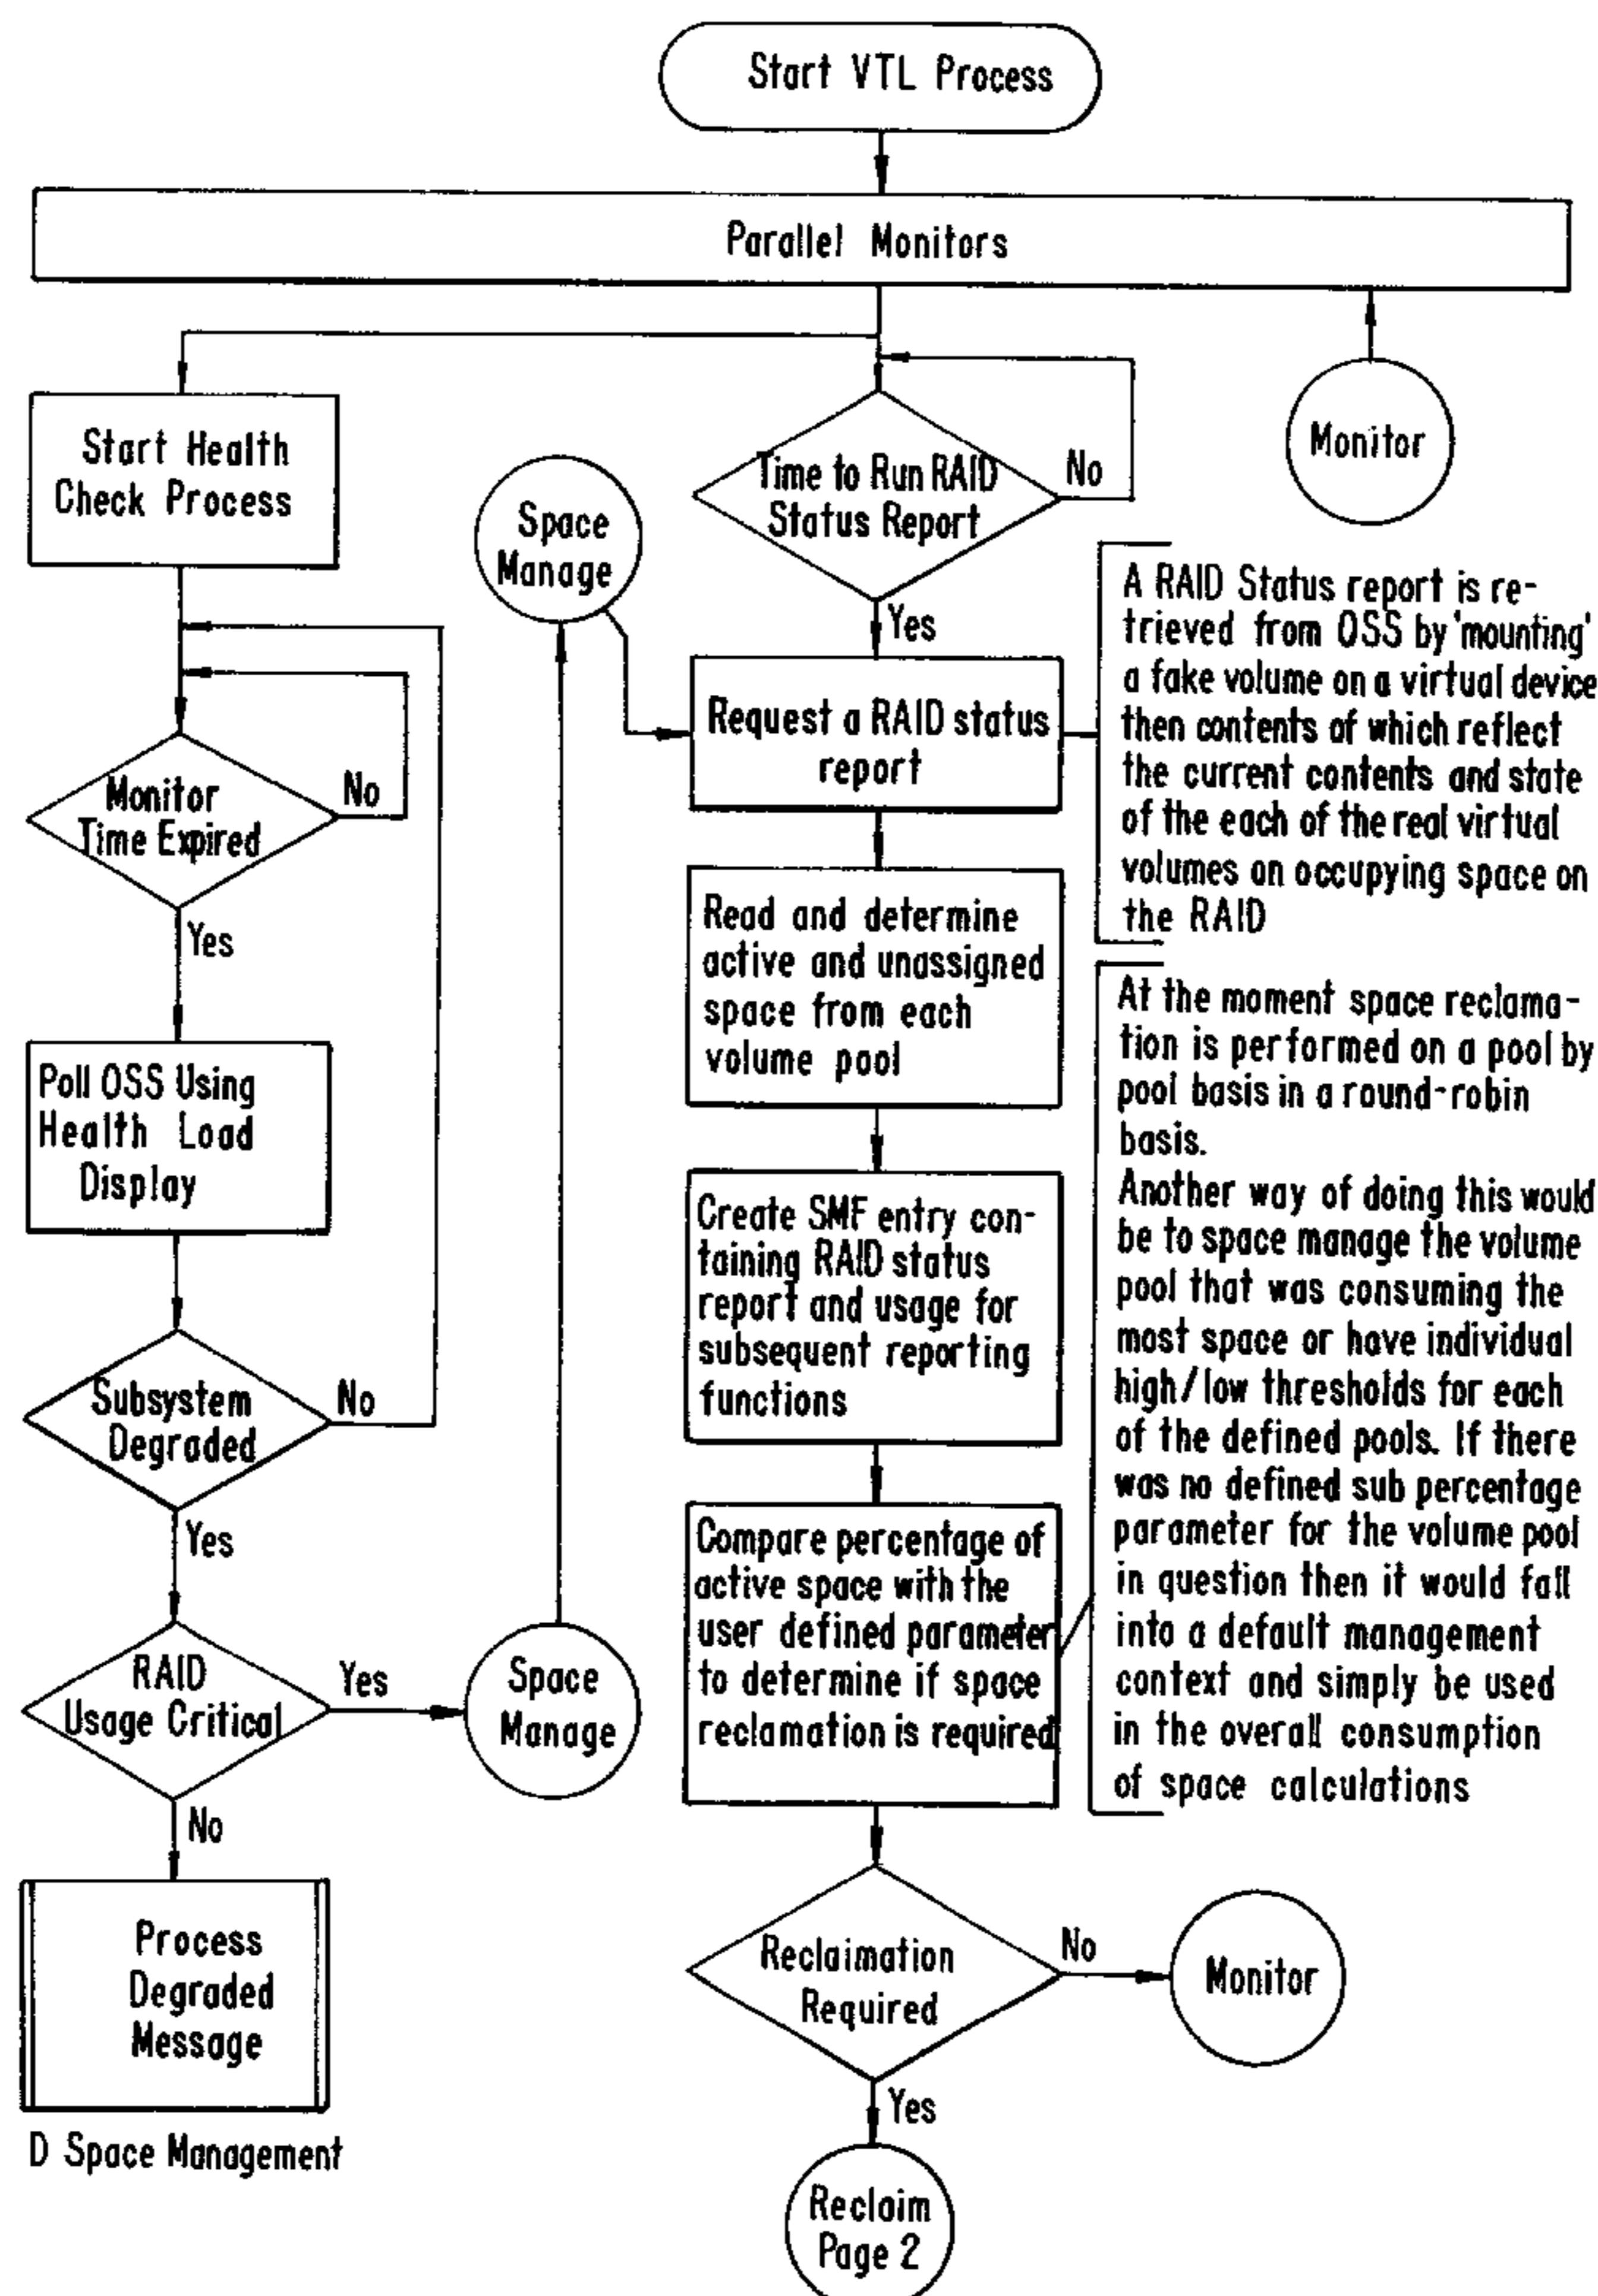 Start VTL Process
Parallel Monitors
Start Health
Check Process
Space
Manage
Time to Run RAID
Status Report
No
Monitor
Yes
Request a RAID status
report
A RAID Status report is re-
trieved from OSS by 'mounting'
a fake volume on a virtual device
then contents of which reflect
the current contents and state
of the each of the real virtual
volumes on occupying space on
the RAID
Monitor
Time Expired
No
Yes
Read and determine
active and unassigned
space from each
volume pool
At the moment space reclama-
tion is performed on a pool by
pool basis in a round-robin
basis.
Another way of doing this would
be to space manage the volume
pool that was consuming the
most space or have individual
high/low thresholds for each
of the defined pools. If there
was no defined sub percentage
parameter for the volume pool
in question then it would fall
into a default management
context and simply be used
in the overall consumption
of space calculations
Poll OSS Using
Health Load
Display
Create SMF entry con-
taining RAID status
report and usage for
subsequent reporting
functions
Subsystem
Degraded
No
Yes
Compare percentage of
active space with the
user defined parameter
to determine if space
reclamation is required
RAID
Usage Critical
Yes
Space
Manage
No
Process
Degraded
Message
D Space Management
Reclaimation
Required
No
Monitor
Yes
Reclaim
Page 2